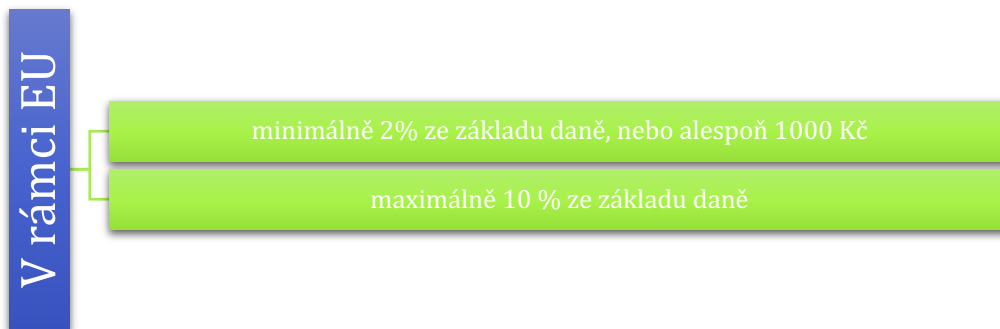 V rámci EU
minimálně 2% ze základu daně, nebo alespoň 1000 Kč
maximálně 10 % ze základu daně